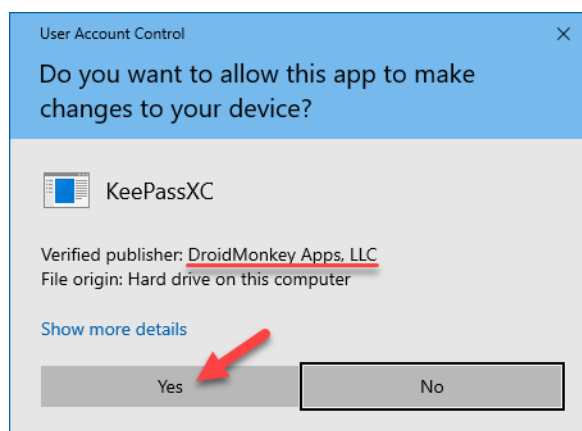 User Account Control
Do you want to allow this app to make
changes to your device?
KeePassXC
Verified publisher: DroidMonkey Apps, LLC
File origin: Hard drive on this computer
Show more details
Yes
No